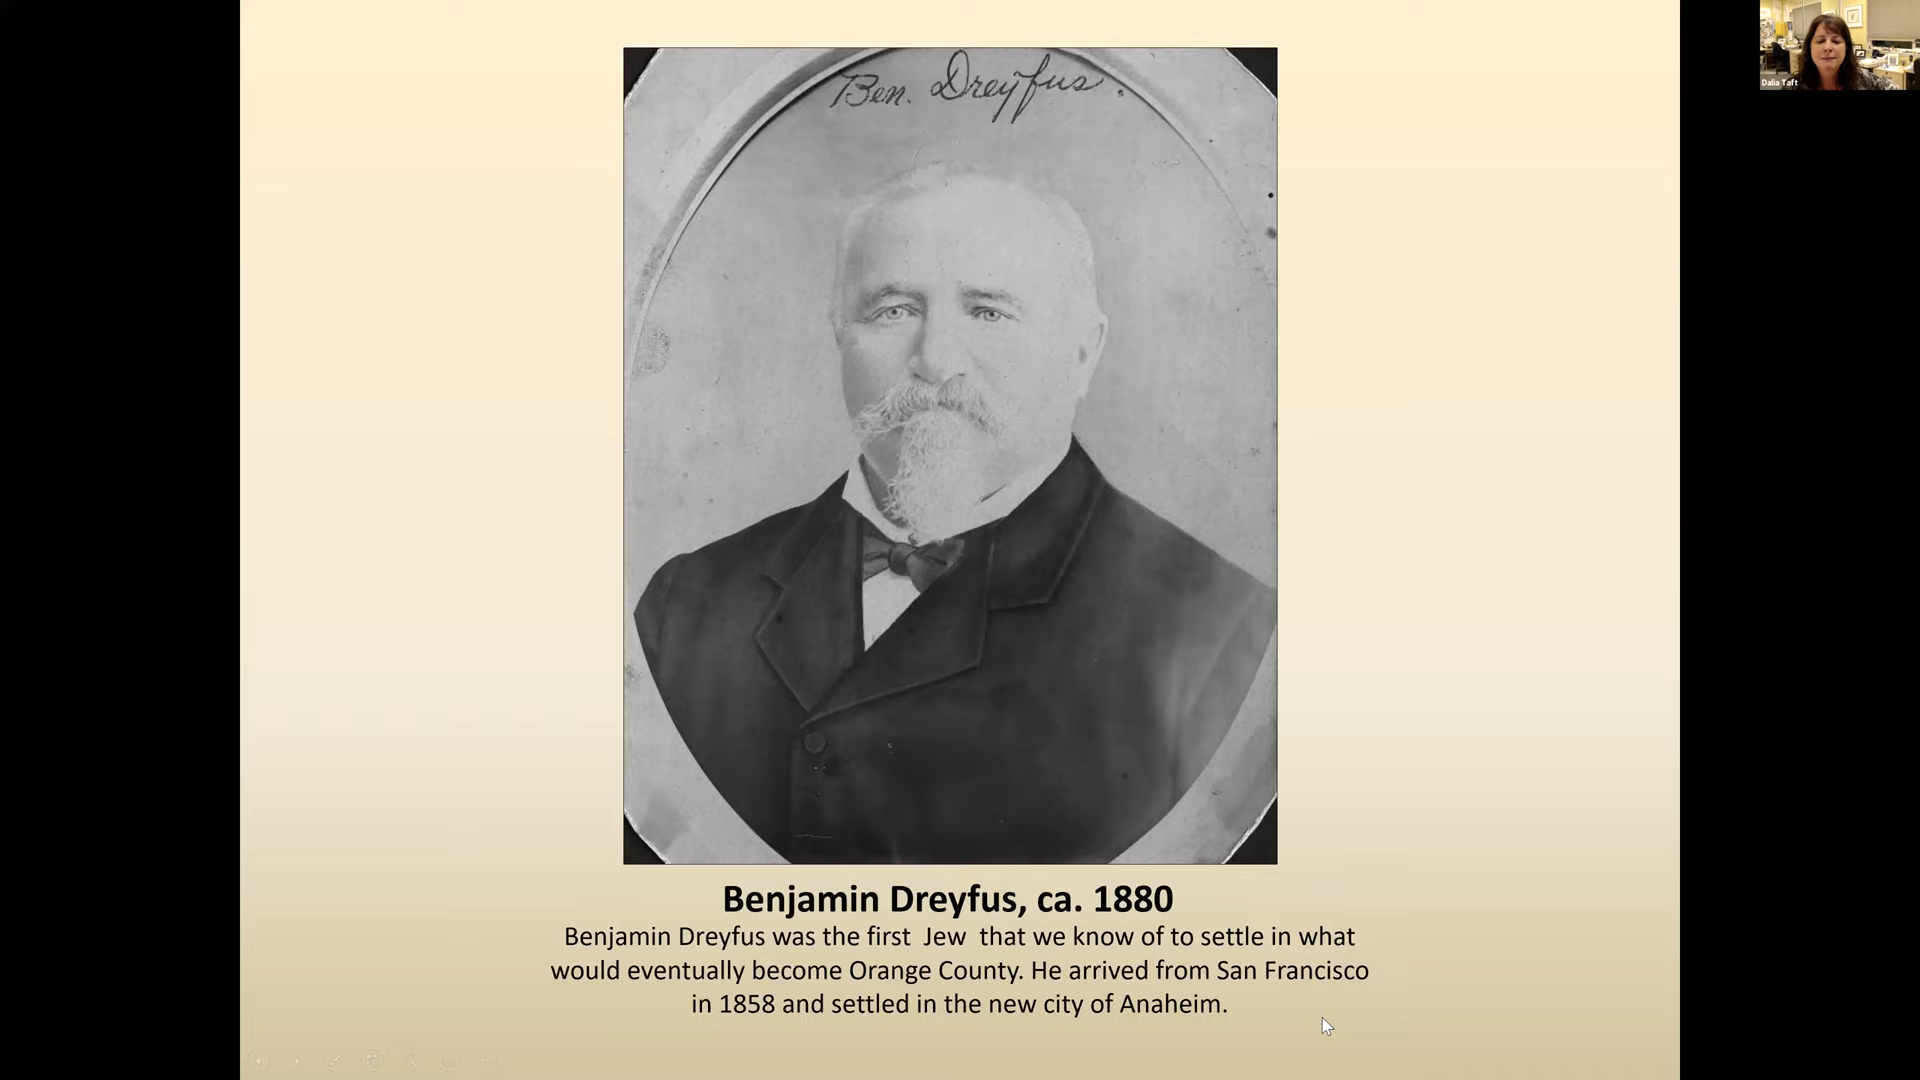 Ben. Dreyfus.
Dalia Taft
Benjamin Dreyfus, ca. 1880
Benjamin Dreyfus was the first  Jew  that we know of to settle in what
would eventually become Orange County. He arrived from San Francisco
in 1858 and settled in the new city of Anaheim.